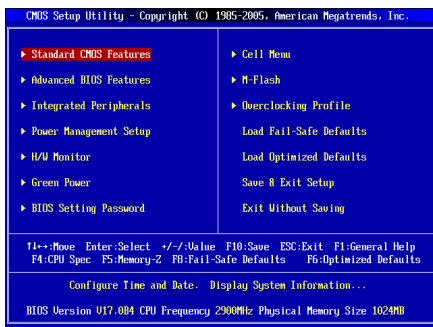 CMOS Setup Utility - Copyright (C) 1985-2005, American Megatrends, Inc.
▶ Standard CMOS Features
▶ Advanced BIOS Features
▶ Integrated Peripherals
▶ Power Management Setup
▶ H/W Monitor
▶ Green Power
▶ BIOS Setting Password
▶ Cell Menu
▶ M-Flash
▶ Overclocking Profile
Load Fail-Safe Defaults
Load Optimized Defaults
Save & Exit Setup
Exit Without Saving
↑↓←→:Move Enter:Select +/-/:Value F10:Save ESC:Exit F1:General Help
F4:CPU Spec F5:Memory-Z F8:Fail-Safe Defaults F6:Optimized Defaults
Configure Time and Date. Display System Information...
BIOS Version V17.0B4 CPU Frequency 2900MHz Physical Memory Size 1024MB